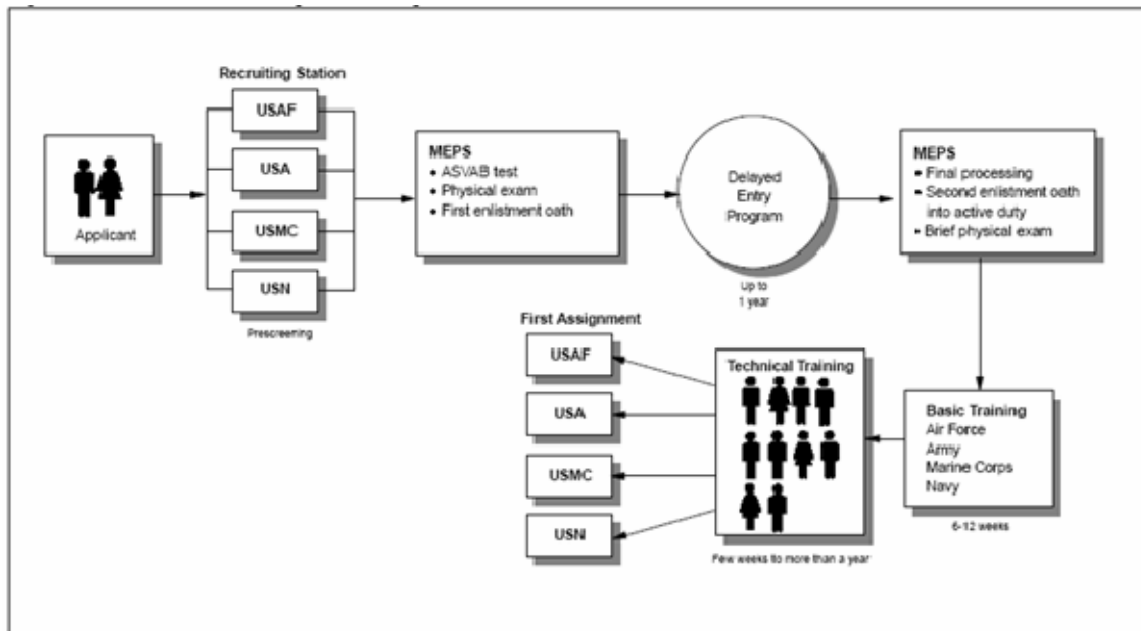 Recruiting Station
USAF
USA
USMC
USN
Prescreening
Applicant
MEPS
• ASVAB test
• Physical exam
• First enlistment oath
Delayed
Entry
Program
Up to
1 year
MEPS
• Final processing
• Second enlistment oath
into active duty
• Brief physical exam
Basic Training
Air Force
Army
Marine Corps
Navy
6-12 weeks
Technical Training
Few weeks to more than a year
First Assignment
USAF
USA
USMC
USN